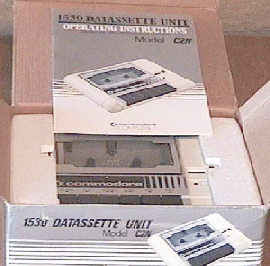 1530 DATASSETTE UNIT
OPERATING INSTRUCTIONS
Model C2N
commodore
1530 DATASSETTE UNIT
Model C2N